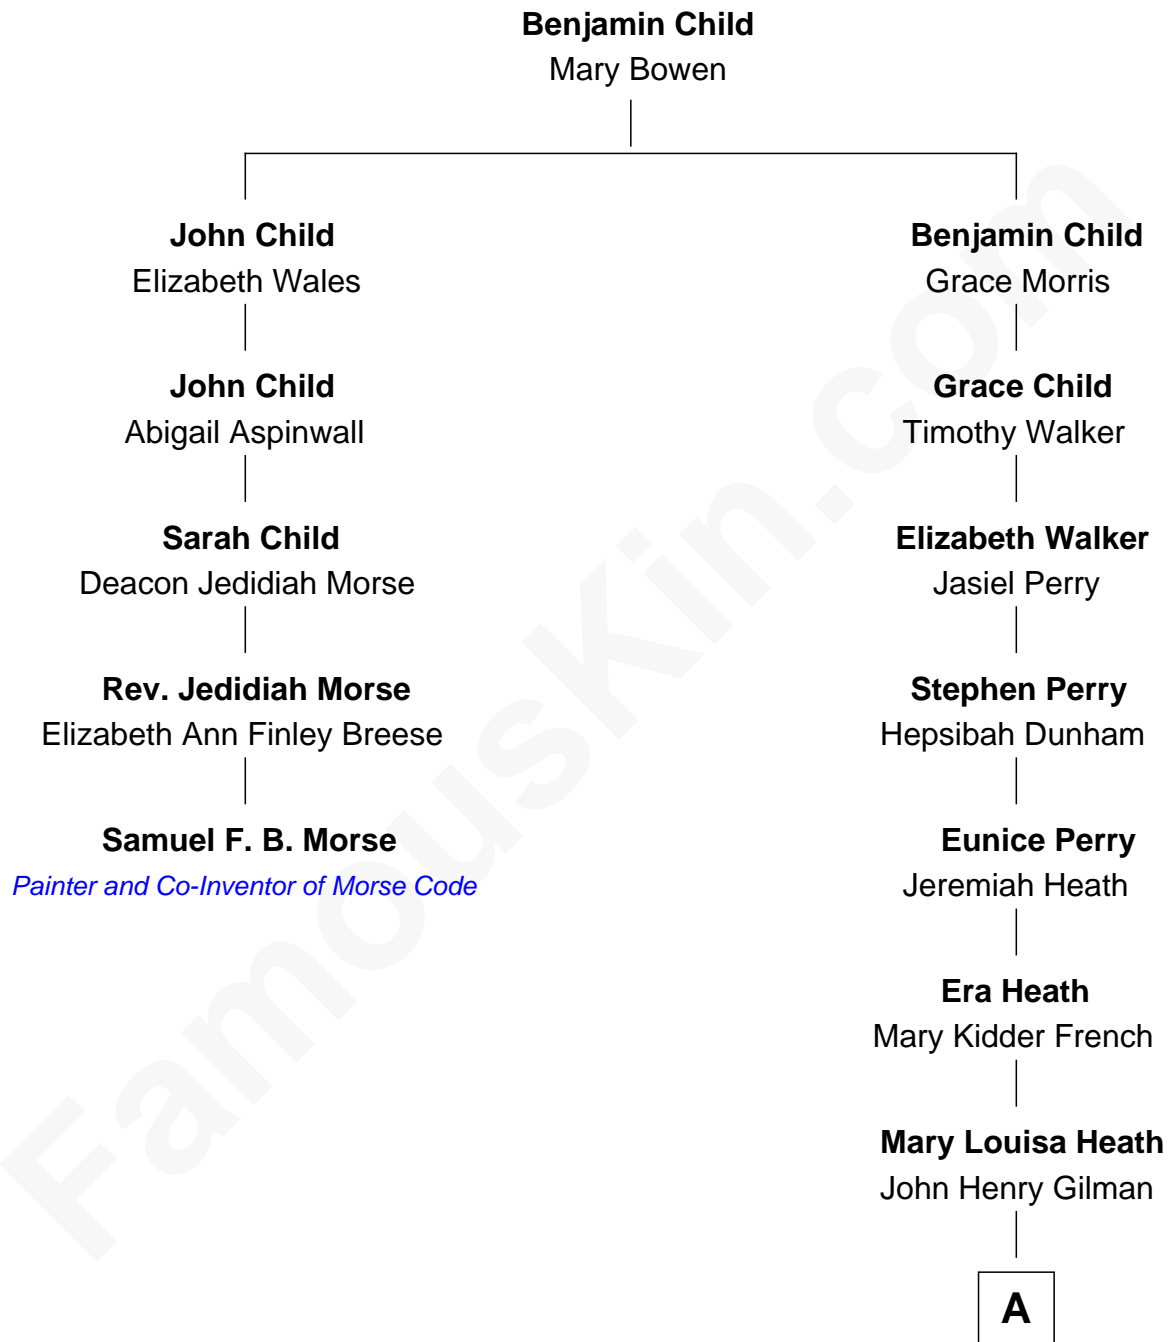 Benjamin Child
Mary Bowen
John Child
Elizabeth Wales
John Child
Abigail Aspinwall
Sarah Child
Deacon Jedidiah Morse
Rev. Jedidiah Morse
Elizabeth Ann Finley Breese
Samuel F. B. Morse
Painter and Co-Inventor of Morse Code
Benjamin Child
Grace Morris
Grace Child
Timothy Walker
Elizabeth Walker
Jasiel Perry
Stephen Perry
Hepsibah Dunham
Eunice Perry
Jeremiah Heath
Era Heath
Mary Kidder French
Mary Louisa Heath
John Henry Gilman
A
FamousKin.com